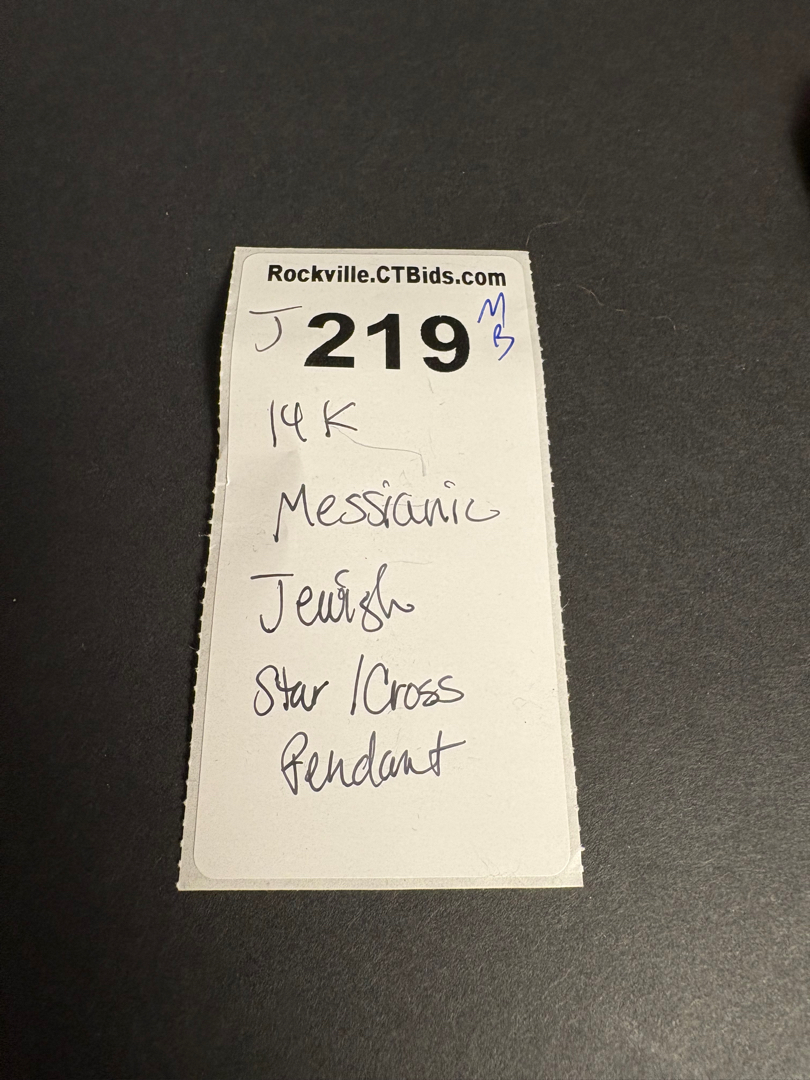 Rockville.CTBids.com
J 219 MB
14K
Messianic
Jewish
Star / Cross
Pendant